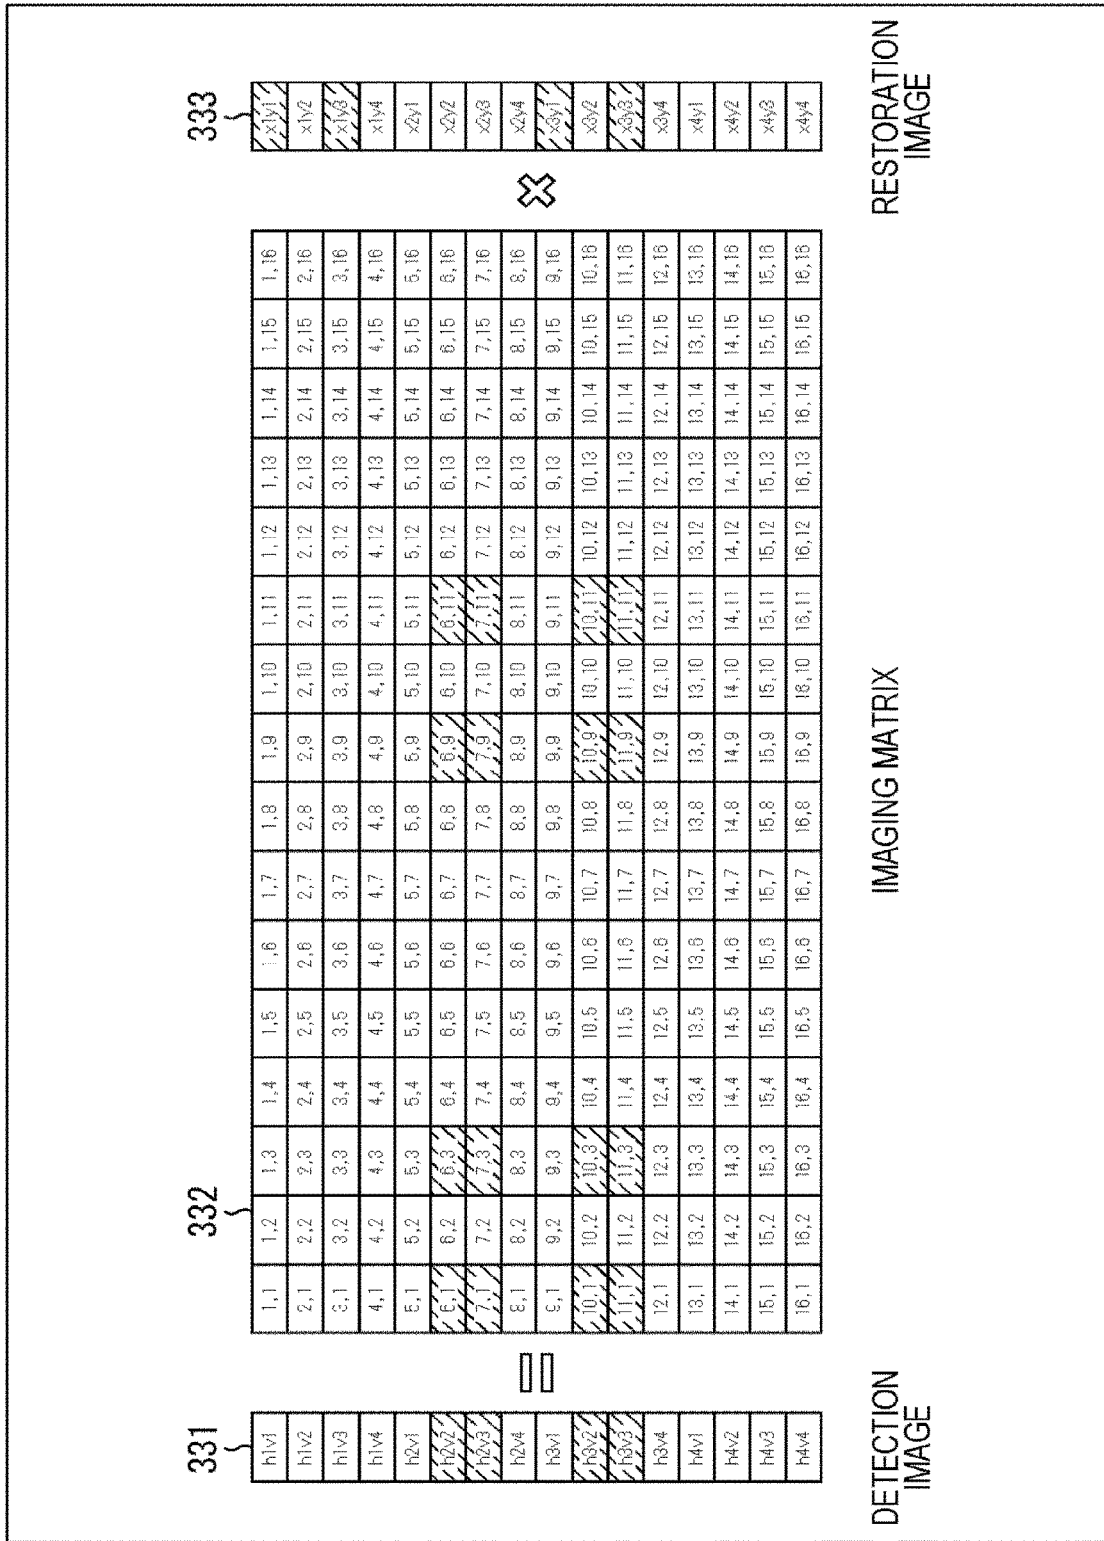 331 332 333
h1v1 1,1 1,2 1,3 1,4 1,5 1,6 1,7 1,8 1,9 1,10 1,11 1,12 1,13 1,14 1,15 1,16 x1y1
h1v2 2,1 2,2 2,3 2,4 2,5 2,6 2,7 2,8 2,9 2,10 2,11 2,12 2,13 2,14 2,15 2,16 x1y2
h1v3 3,1 3,2 3,3 3,4 3,5 3,6 3,7 3,8 3,9 3,10 3,11 3,12 3,13 3,14 3,15 3,16 x1y3
h1v4 4,1 4,2 4,3 4,4 4,5 4,6 4,7 4,8 4,9 4,10 4,11 4,12 4,13 4,14 4,15 4,16 x1y4
h2v1 5,1 5,2 5,3 5,4 5,5 5,6 5,7 5,8 5,9 5,10 5,11 5,12 5,13 5,14 5,15 5,16 x2y1
h2v2 6,1 6,2 6,3 6,4 6,5 6,6 6,7 6,8 6,9 6,10 6,11 6,12 6,13 6,14 6,15 6,16 x2y2
h2v3 7,1 7,2 7,3 7,4 7,5 7,6 7,7 7,8 7,9 7,10 7,11 7,12 7,13 7,14 7,15 7,16 x2y3
h2v4 8,1 8,2 8,3 8,4 8,5 8,6 8,7 8,8 8,9 8,10 8,11 8,12 8,13 8,14 8,15 8,16 x2y4
h3v1 9,1 9,2 9,3 9,4 9,5 9,6 9,7 9,8 9,9 9,10 9,11 9,12 9,13 9,14 9,15 9,16 x3y1
h3v2 10,1 10,2 10,3 10,4 10,5 10,6 10,7 10,8 10,9 10,10 10,11 10,12 10,13 10,14 10,15 10,16 x3y2
h3v3 11,1 11,2 11,3 11,4 11,5 11,6 11,7 11,8 11,9 11,10 11,11 11,12 11,13 11,14 11,15 11,16 x3y3
h3v4 12,1 12,2 12,3 12,4 12,5 12,6 12,7 12,8 12,9 12,10 12,11 12,12 12,13 12,14 12,15 12,16 x3y4
h4v1 13,1 13,2 13,3 13,4 13,5 13,6 13,7 13,8 13,9 13,10 13,11 13,12 13,13 13,14 13,15 13,16 x4y1
h4v2 14,1 14,2 14,3 14,4 14,5 14,6 14,7 14,8 14,9 14,10 14,11 14,12 14,13 14,14 14,15 14,16 x4y2
h4v3 15,1 15,2 15,3 15,4 15,5 15,6 15,7 15,8 15,9 15,10 15,11 15,12 15,13 15,14 15,15 15,16 x4y3
h4v4 16,1 16,2 16,3 16,4 16,5 16,6 16,7 16,8 16,9 16,10 16,11 16,12 16,13 16,14 16,15 16,16 x4y4
= ×
DETECTION
IMAGE
IMAGING MATRIX
RESTORATION
IMAGE